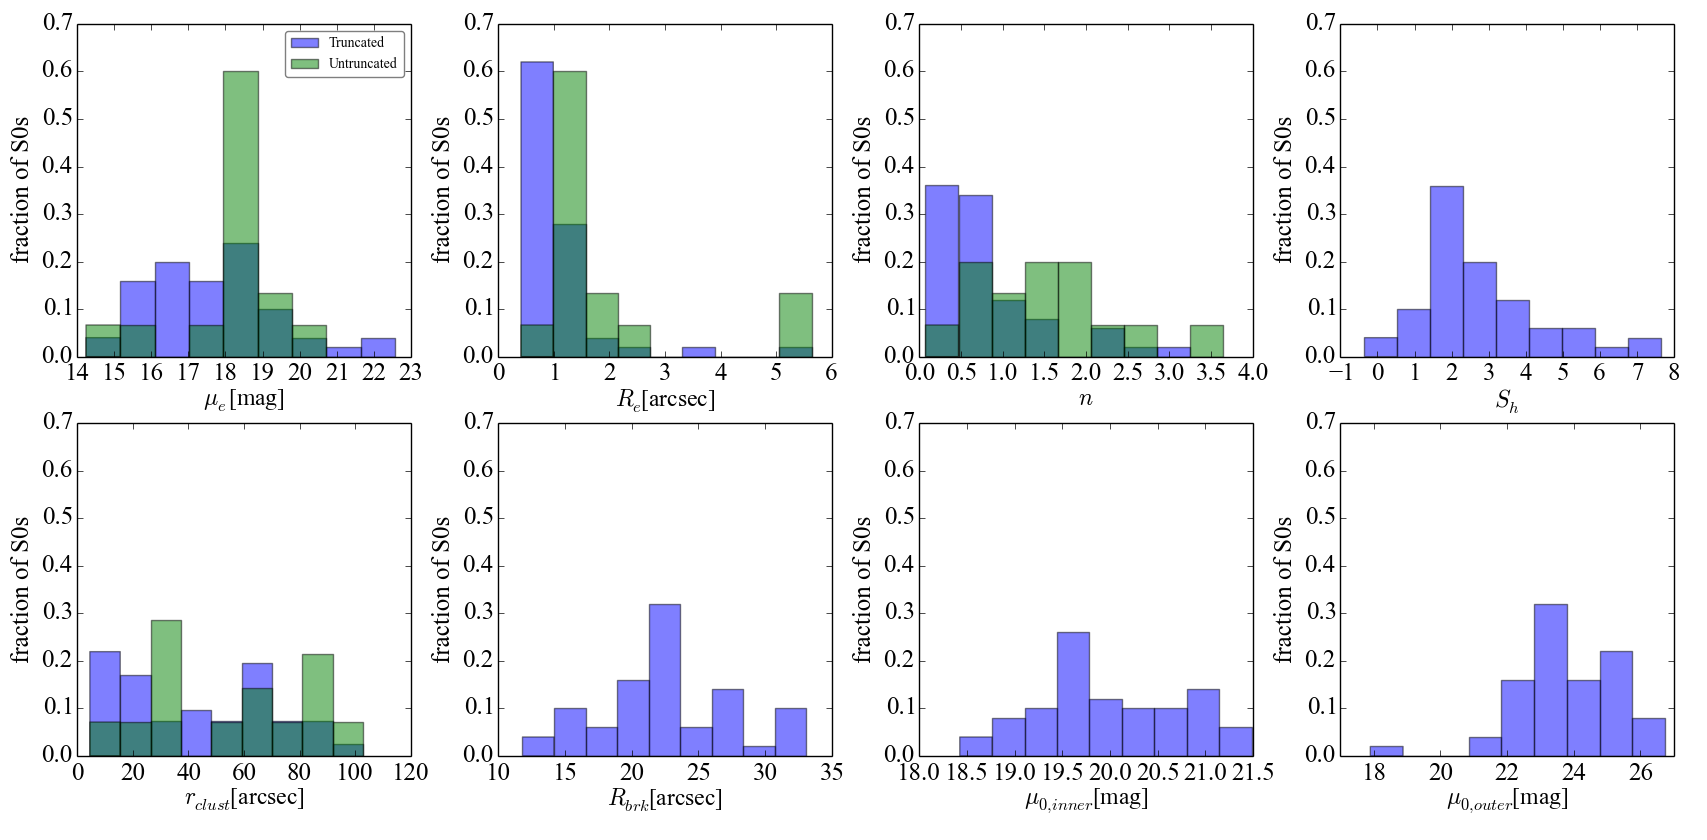 0.7 0.6 0.5 0.4 0.3 0.2 0.1 0.0
fraction of S0s
Truncated
Untruncated
14 15 16 17 18 19 20 21 22 23
μ_e[mag]
0.7 0.6 0.5 0.4 0.3 0.2 0.1 0.0
fraction of S0s
0 1 2 3 4 5 6
R_e[arcsec]
0.7 0.6 0.5 0.4 0.3 0.2 0.1 0.0
fraction of S0s
0.0 0.5 1.0 1.5 2.0 2.5 3.0 3.5 4.0
n
0.7 0.6 0.5 0.4 0.3 0.2 0.1 0.0
fraction of S0s
−1 0 1 2 3 4 5 6 7 8
S_h
0.7 0.6 0.5 0.4 0.3 0.2 0.1 0.0
fraction of S0s
0 20 40 60 80 100 120
r_clust[arcsec]
0.7 0.6 0.5 0.4 0.3 0.2 0.1 0.0
fraction of S0s
10 15 20 25 30 35
R_brk[arcsec]
0.7 0.6 0.5 0.4 0.3 0.2 0.1 0.0
fraction of S0s
18.0 18.5 19.0 19.5 20.0 20.5 21.0 21.5
μ_0,inner[mag]
0.7 0.6 0.5 0.4 0.3 0.2 0.1 0.0
fraction of S0s
18 20 22 24 26
μ_0,outer[mag]